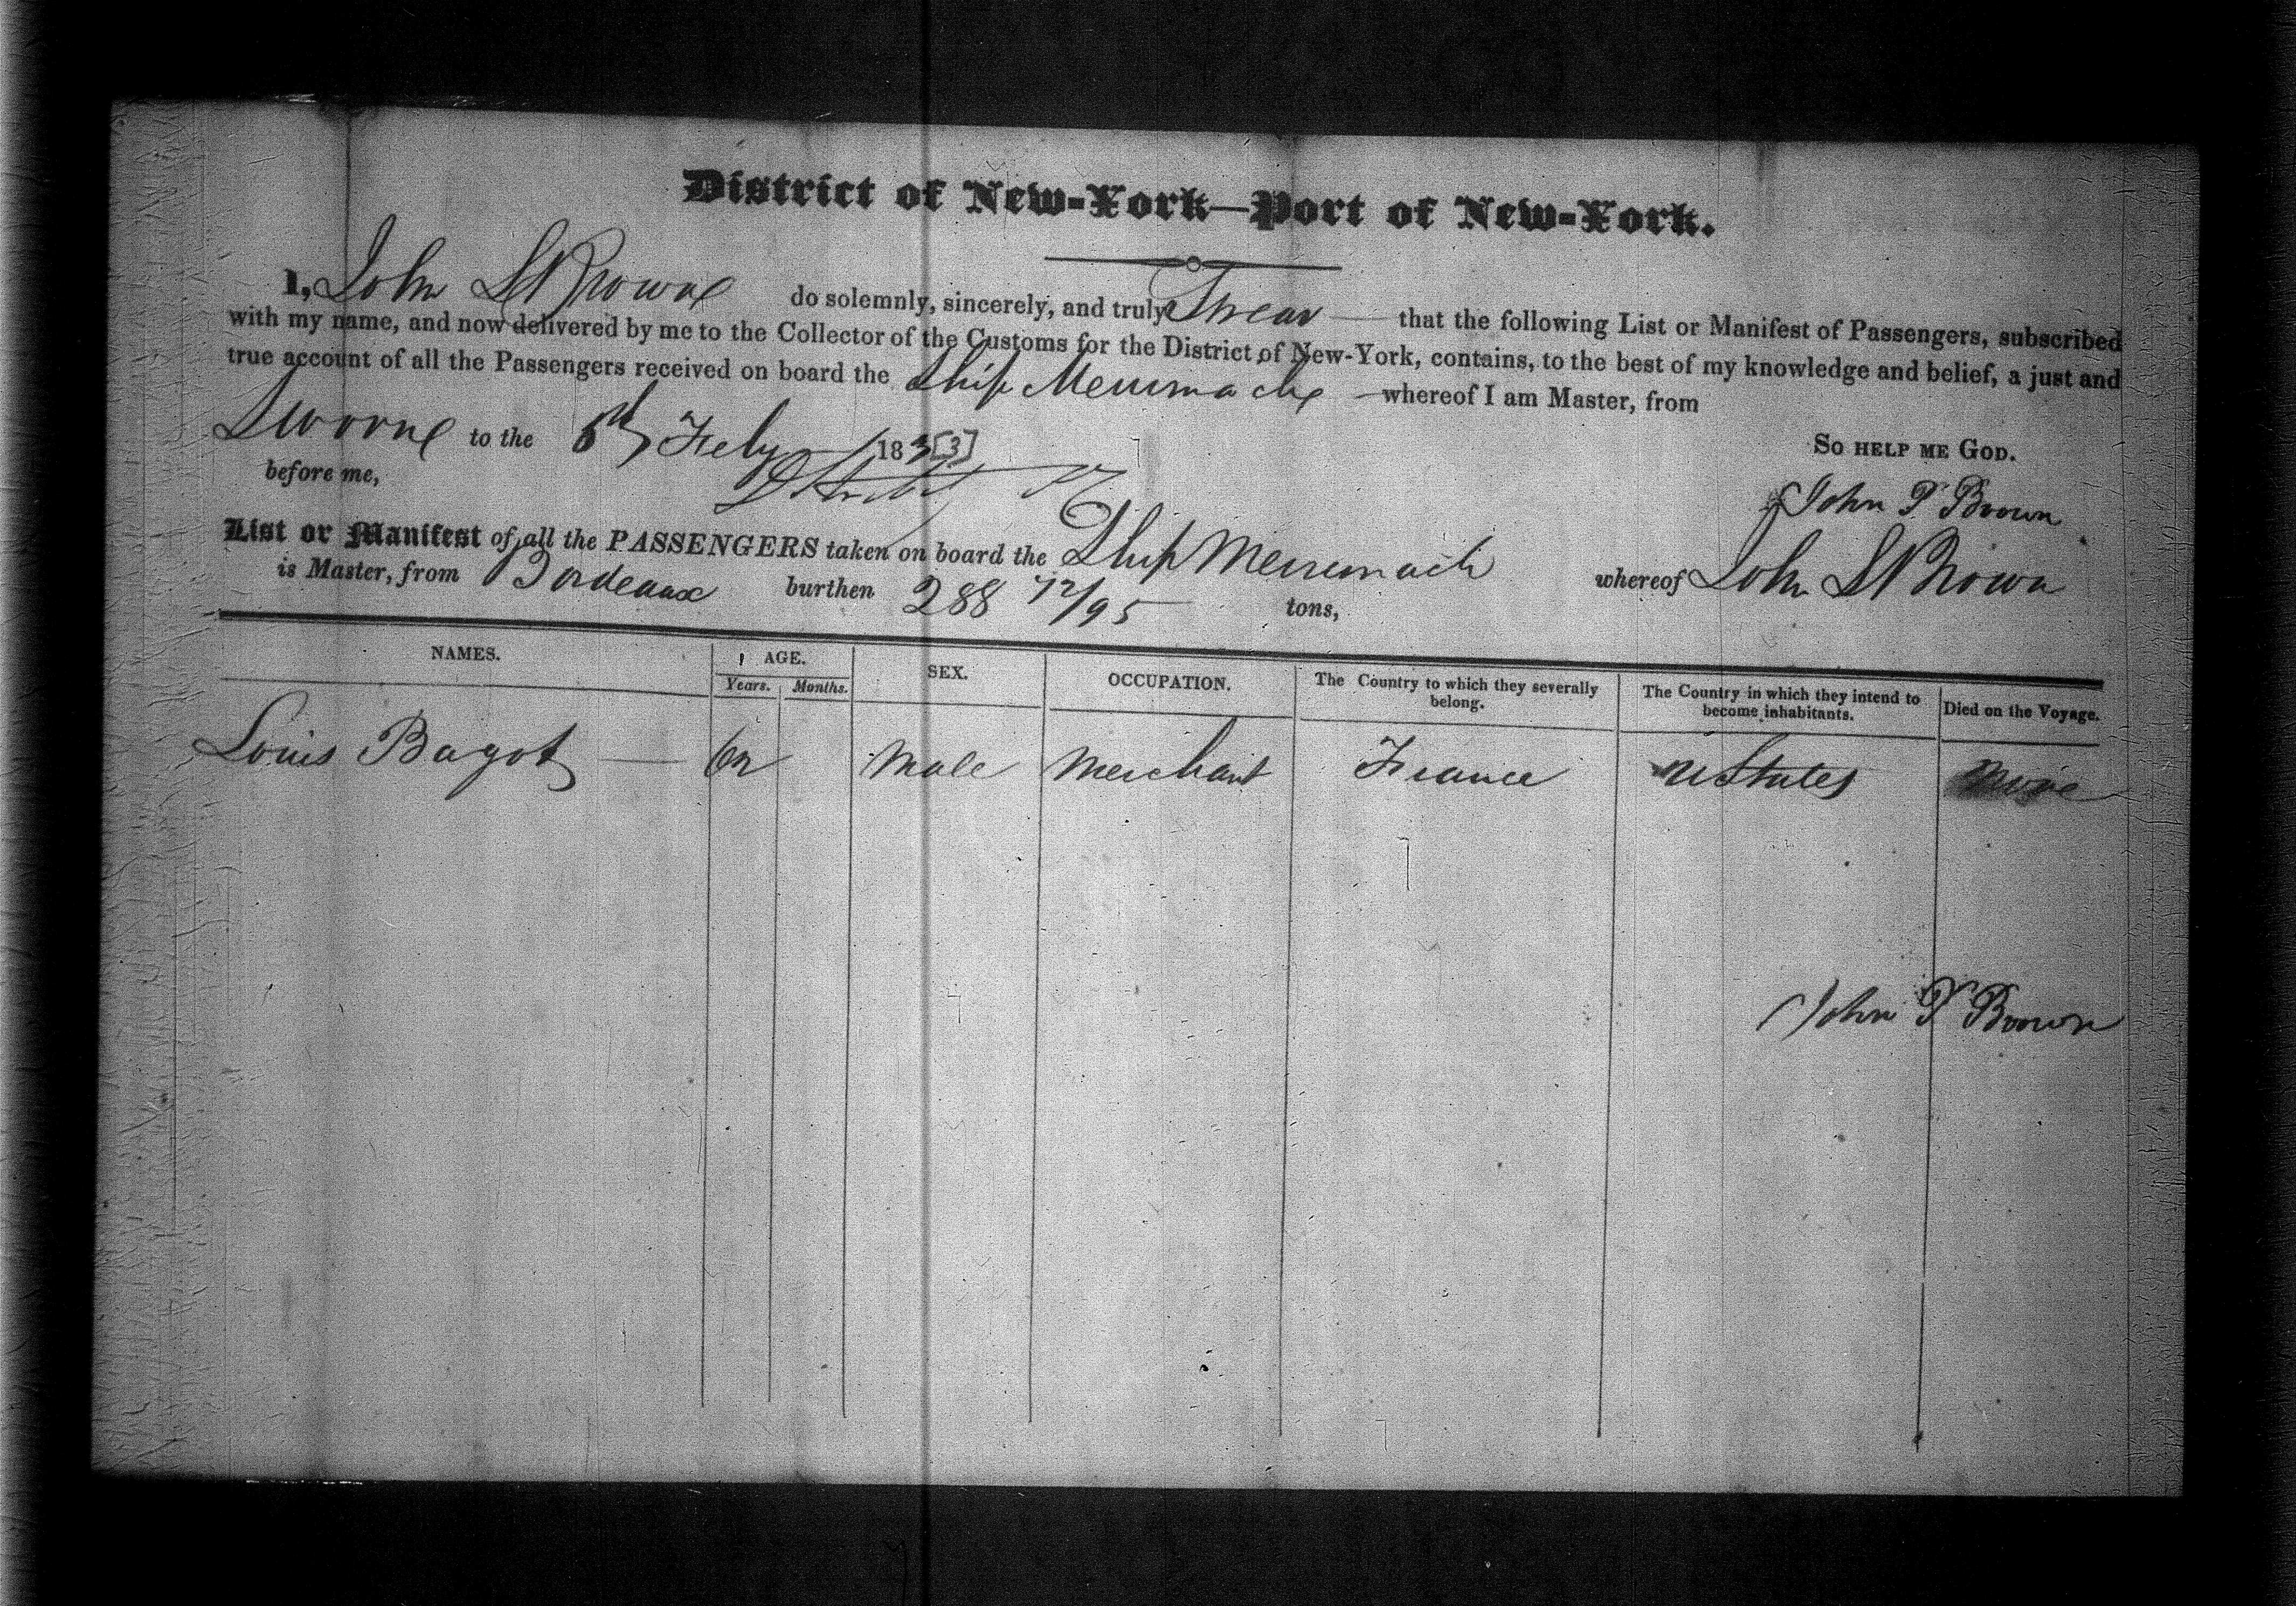 District of New-York—Port of New-York.
I, John S Brown do solemnly, sincerely, and truly Swear — that the following List or Manifest of Passengers, subscribed
with my name, and now delivered by me to the Collector of the Customs for the District of New-York, contains, to the best of my knowledge and belief, a just and
true account of all the Passengers received on board the Ship Merrimack — whereof I am Master, from
Sworne to the Feby 183[3]
So help me God.
before me,
John P Brown
List or Manifest of all the PASSENGERS taken on board the Ship Merrimack whereof John S Brown
is Master, from Bordeaux burthen 288 72/95 tons,
NAMES. AGE. SEX. OCCUPATION. The Country to which they severally belong. The Country in which they intend to become inhabitants. Died on the Voyage.
Years. Months.
Louis Bagot — Male Merchant France U States None
John P Brown